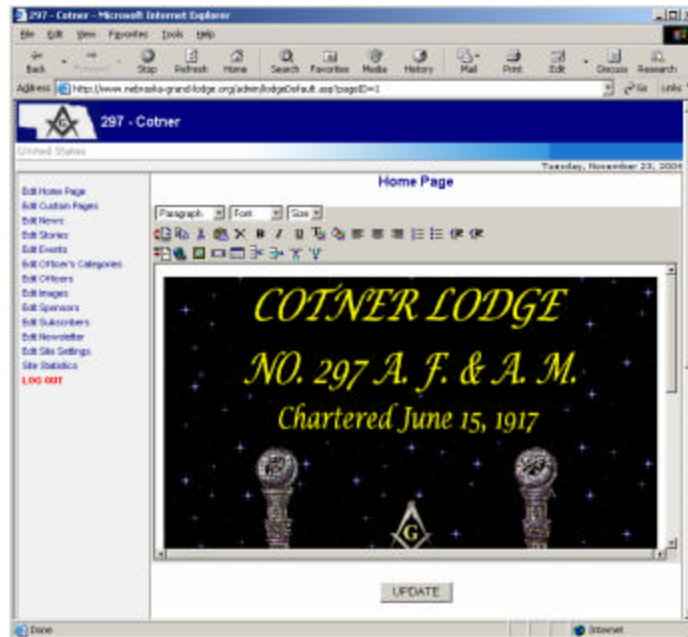 297 - Cotner - Microsoft Internet Explorer
File Edit View Favorites Tools Help
Back Forward Stop Refresh Home Search Favorites Media History Mail Print Edit Discuss Research
Address http://www.nebraska-grand-lodge.org/admin/lodgeDefault.asp?pageID=1 Go Links
297 - Cotner
United States
Tuesday, November 23, 2004
Home Page
Edit Home Page
Edit Custom Pages
Edit News
Edit Stories
Edit Events
Edit Officer's Categories
Edit Officers
Edit Images
Edit Sponsors
Edit Subscribers
Edit Newsletter
Edit Site Settings
Site Statistics
LOG OUT
Paragraph Font Size
B I U
COTNER LODGE
NO. 297 A. F. & A. M.
Chartered June 15, 1917
G
UPDATE
Done Internet